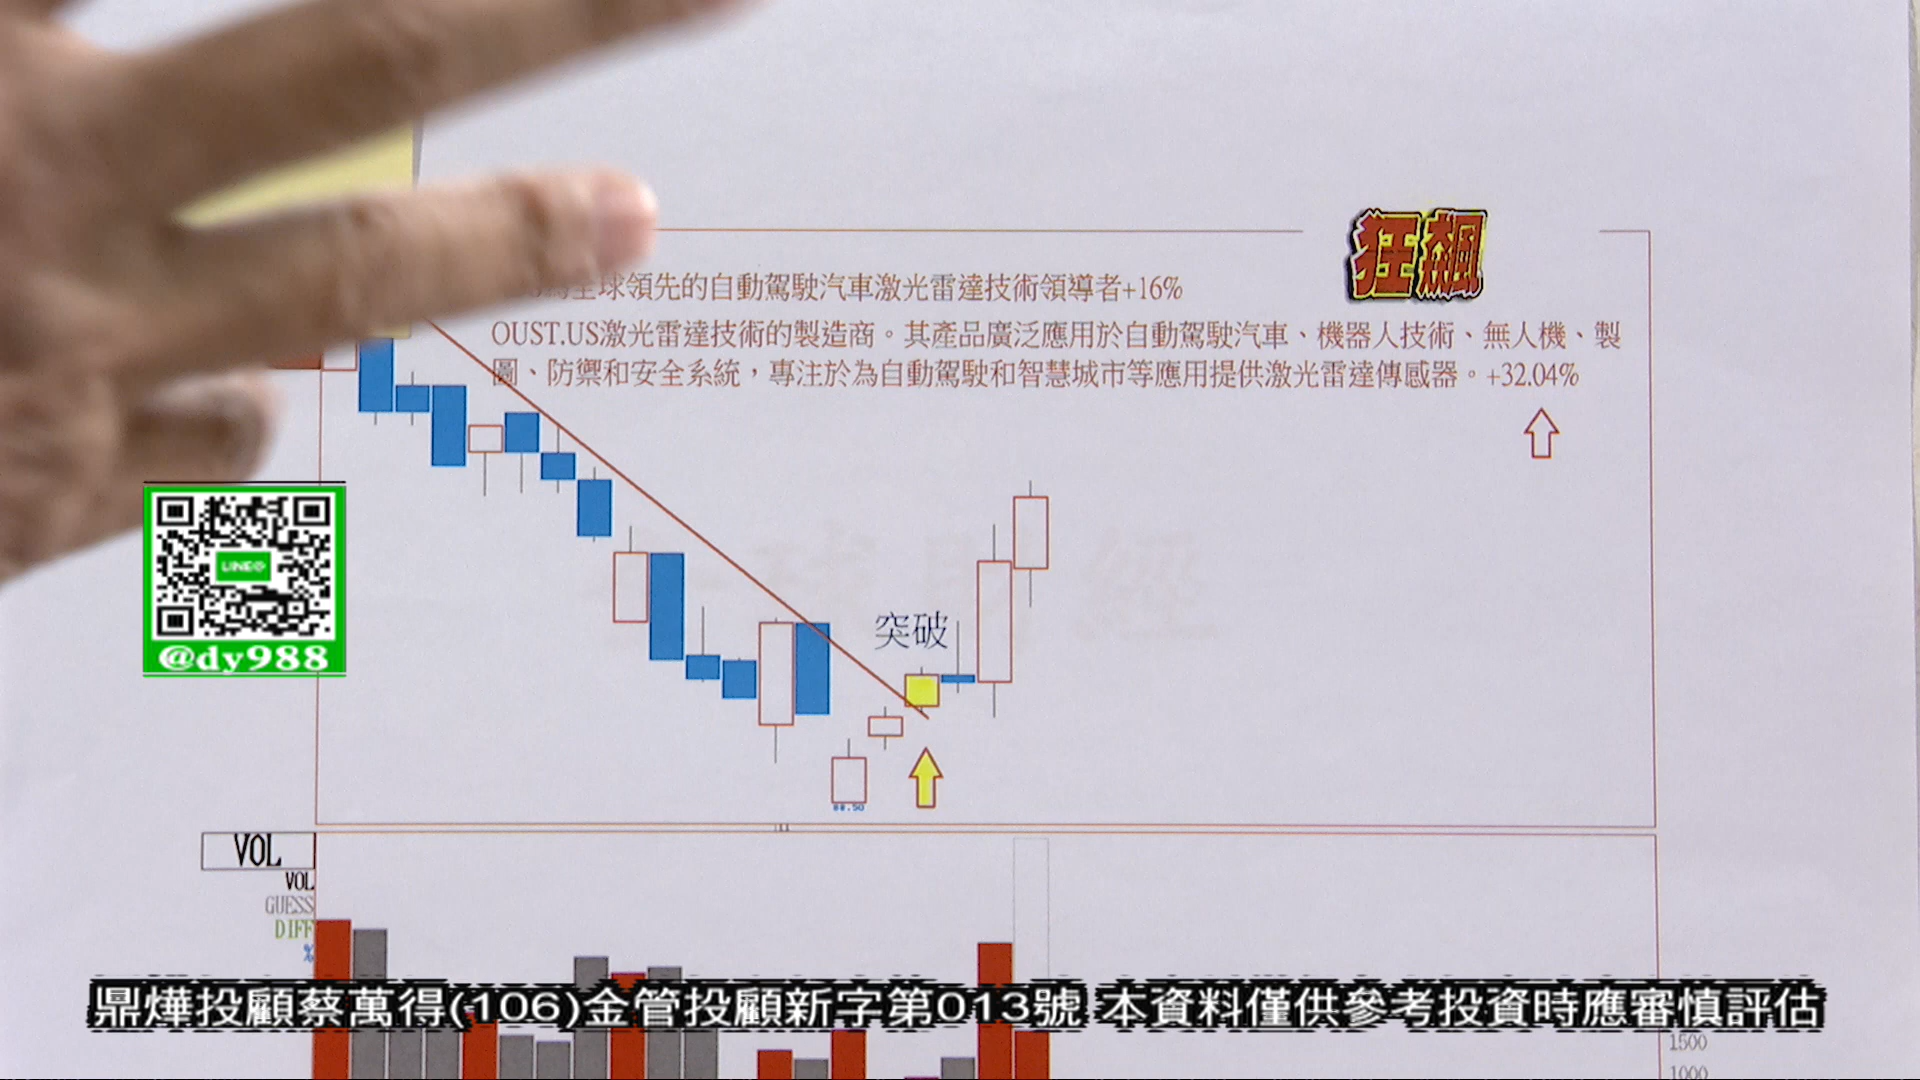 狂飆
為全球領先的自動駕駛汽車激光雷達技術領導者+16%
OUST.US激光雷達技術的製造商。其產品廣泛應用於自動駕駛汽車、機器人技術、無人機、製
圖、防禦和安全系統，專注於為自動駕駛和智慧城市等應用提供激光雷達傳感器。+32.04%
LINE@
@dy988
突破
VOL
VOL
GUESS
DIFF
%
鼎燁投顧蔡萬得(106)金管投顧新字第013號 本資料僅供參考投資時應審慎評估
1500
1000